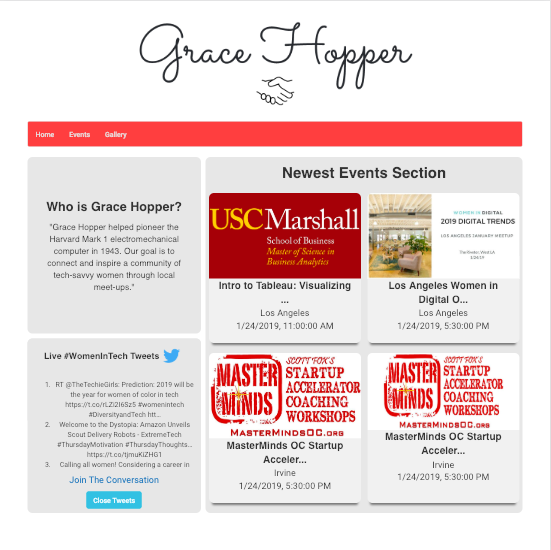 Grace Hopper
Home Events Gallery
Who is Grace Hopper?
"Grace Hopper helped pioneer the
Harvard Mark 1 electromechanical
computer in 1943. Our goal is to
connect and inspire a community of
tech-savvy women through local
meet-ups."
Live #WomenInTech Tweets
1. RT @TheTechieGirls: Prediction: 2019 will be
the year for women of color in tech
#DiversityandTech htt...
2. Welcome to the Dystopia: Amazon Unveils
Scout Delivery Robots - ExtremeTech
#ThursdayMotivation #ThursdayThoughts...
https://t.co/tjmuKiZHG1
3. Calling all women! Considering a career in
Join The Conversation
Close Tweets
Newest Events Section
USC Marshall
School of Business
Master of Science in
Business Analytics
Intro to Tableau: Visualizing
...
Los Angeles
1/24/2019, 11:00:00 AM
WOMEN IN DIGITAL
2019 DIGITAL TRENDS
LOS ANGELES JANUARY MEETUP
Los Angeles Women in
Digital O...
Los Angeles
1/24/2019, 5:30:00 PM
MASTER
MINDS
SCOTT FOX'S
STARTUP
ACCELERATOR
COACHING
WORKSHOPS
MASTERMINDSOC.ORG
MasterMinds OC Startup
Acceler...
Irvine
1/24/2019, 5:30:00 PM
MASTER
MINDS
SCOTT FOX'S
STARTUP
ACCELERATOR
COACHING
WORKSHOPS
MASTERMINDSOC.ORG
MasterMinds OC Startup
Acceler...
Irvine
1/24/2019, 5:30:00 PM